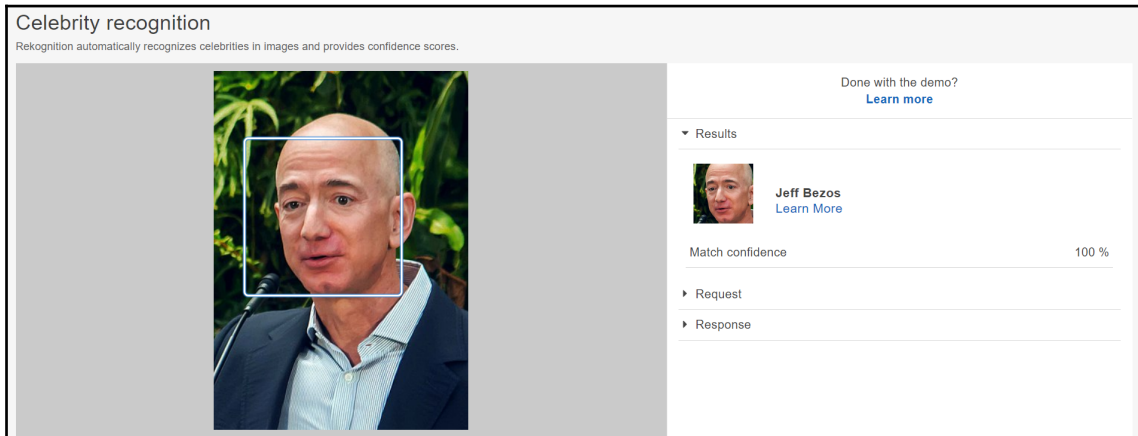 Celebrity recognition
Rekognition automatically recognizes celebrities in images and provides confidence scores.
Done with the demo?
Learn more
Results
Jeff Bezos
Learn More
Match confidence 100 %
Request
Response